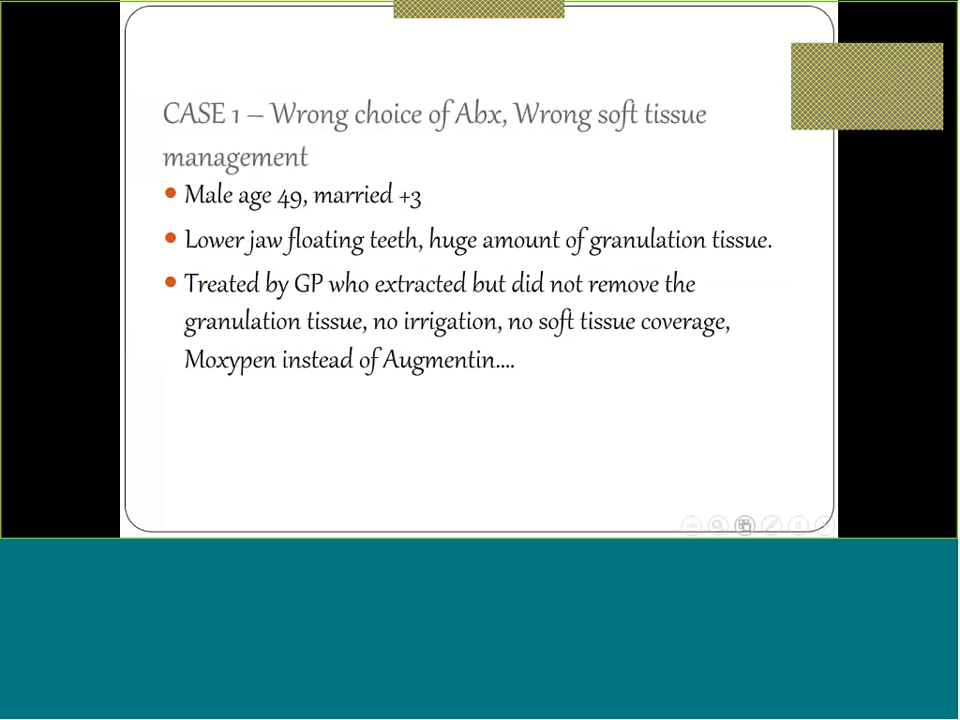 CASE 1 – Wrong choice of Abx, Wrong soft tissue
management
Male age 49, married +3
Lower jaw floating teeth, huge amount of granulation tissue.
Treated by GP who extracted but did not remove the
granulation tissue, no irrigation, no soft tissue coverage,
Moxypen instead of Augmentin....